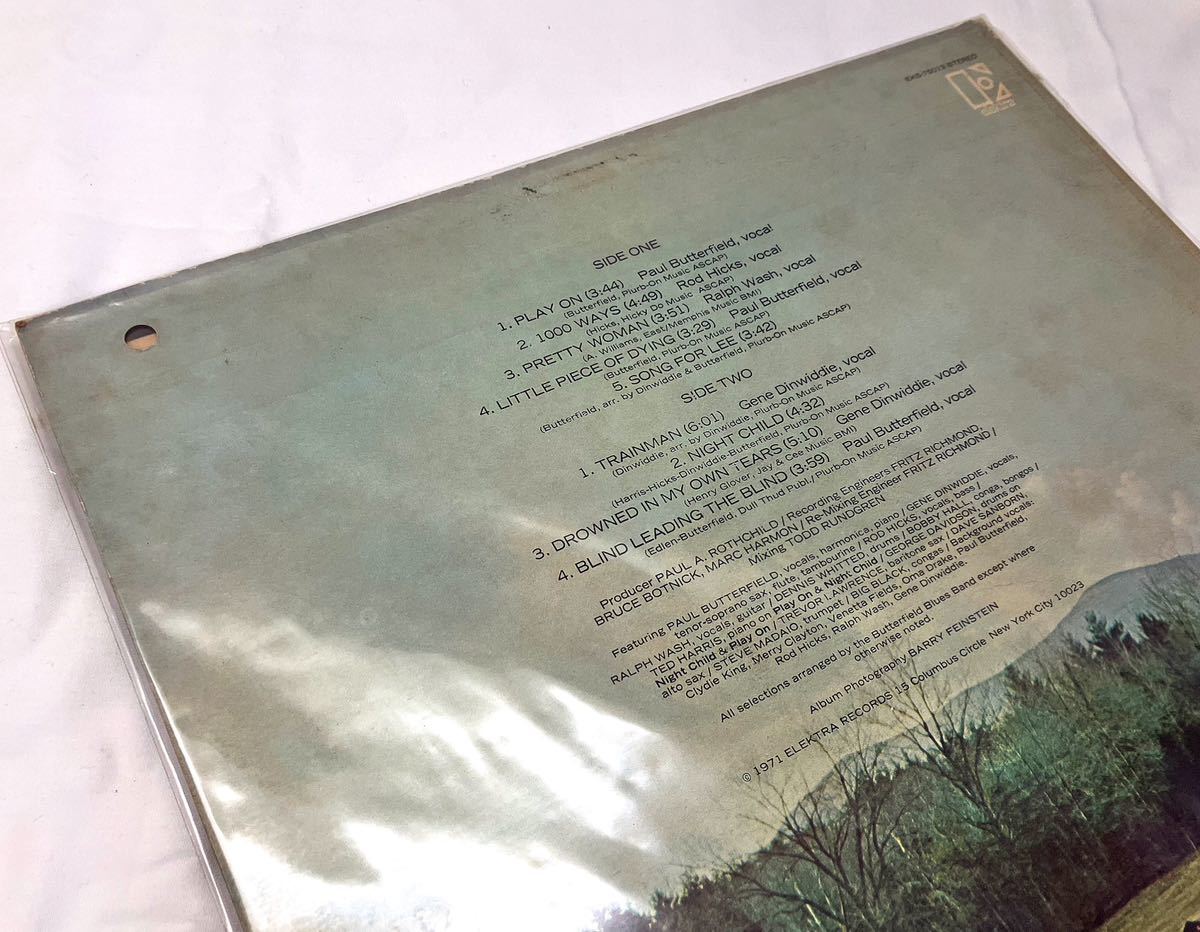 EKS-75013 STEREO
SIDE ONE
1. PLAY ON (3:44) Paul Butterfield, vocal
(Butterfield, Plurb-On Music ASCAP)
2. 1000 WAYS (4:49) Rod Hicks, vocal
(Hicks, Hicky Do Music ASCAP)
3. PRETTY WOMAN (3:51) Ralph Wash, vocal
(A. Williams, East/Memphis Music BMI)
4. LITTLE PIECE OF DYING (3:29) Paul Butterfield, vocal
(Butterfield, Plurb-On Music ASCAP)
5. SONG FOR LEE (3:42)
(Butterfield, arr. by Dinwiddie & Butterfield, Plurb-On Music ASCAP)
SIDE TWO
1. TRAINMAN (6:01) Gene Dinwiddie, vocal
(Dinwiddie, arr. by Dinwiddie, Plurb-On Music ASCAP)
2. NIGHT CHILD (4:32)
(Harris-Hicks-Dinwiddie-Butterfield, Plurb-On Music ASCAP)
3. DROWNED IN MY OWN TEARS (5.10) Gene Dinwiddie, vocal
(Henry Glover, Jay & Cee Music BMI)
4. BLIND LEADING THE BLIND (3:59) Paul Butterfield, vocal
(Edlen-Butterfield, Dull Thud Publ./Plurb-On Music ASCAP)
Producer PAUL A. ROTHCHILD / Recording Engineers FRITZ RICHMOND,
BRUCE BOTNICK, MARC HARMON / Re-Mixing Engineer FRITZ RICHMOND /
Mixing TODD RUNDGREN
Featuring PAUL BUTTERFIELD, vocals, harmonica, piano / GENE DINWIDDIE, vocals,
tenor-soprano sax, flute, tambourine / ROD HICKS, vocals, bass /
RALPH WASH, vocals, guitar / DENNIS WHITTED, drums / BOBBY HALL, conga, bongos /
TED HARRIS, piano on Play On & Night Child / GEORGE DAVIDSON, drums on
Night Child & Play On / TREVOR LAWRENCE, baritone sax / DAVE SANBORN,
alto sax / STEVE MADAIO, trumpet / BIG BLACK, congas / Background vocals:
Clydie King, Merry Clayton, Venetta Fields, Oma Drake, Paul Butterfield,
Rod Hicks, Ralph Wash, Gene Dinwiddie.
All selections arranged by the Butterfield Blues Band except where
otherwise noted.
Album Photography BARRY FEINSTEIN
© 1971 ELEKTRA RECORDS 15 Columbus Circle New York City 10023